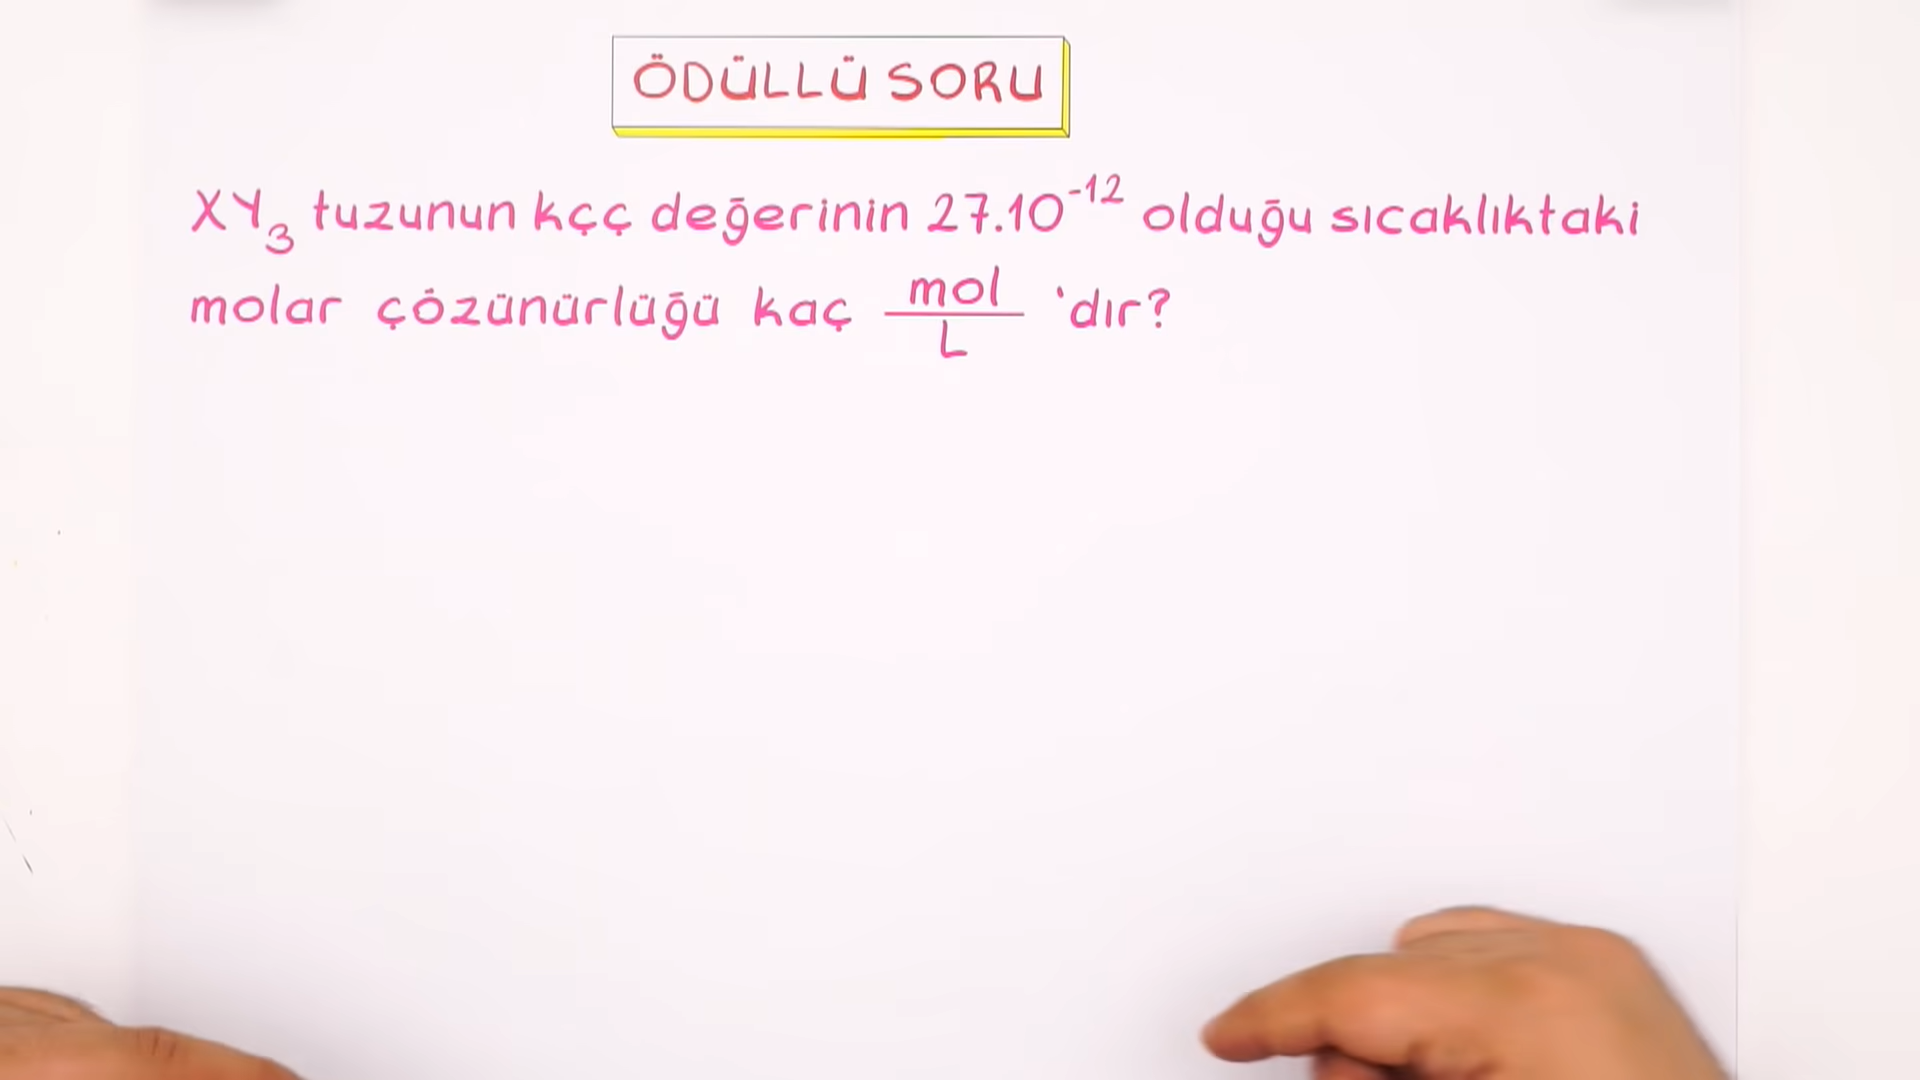 ÖDÜLLÜ SORU
XY₃ tuzunun kçç değerinin 27.10⁻¹² olduğu sıcaklıktaki
molar çözünürlüğü kaç mol/L 'dır?